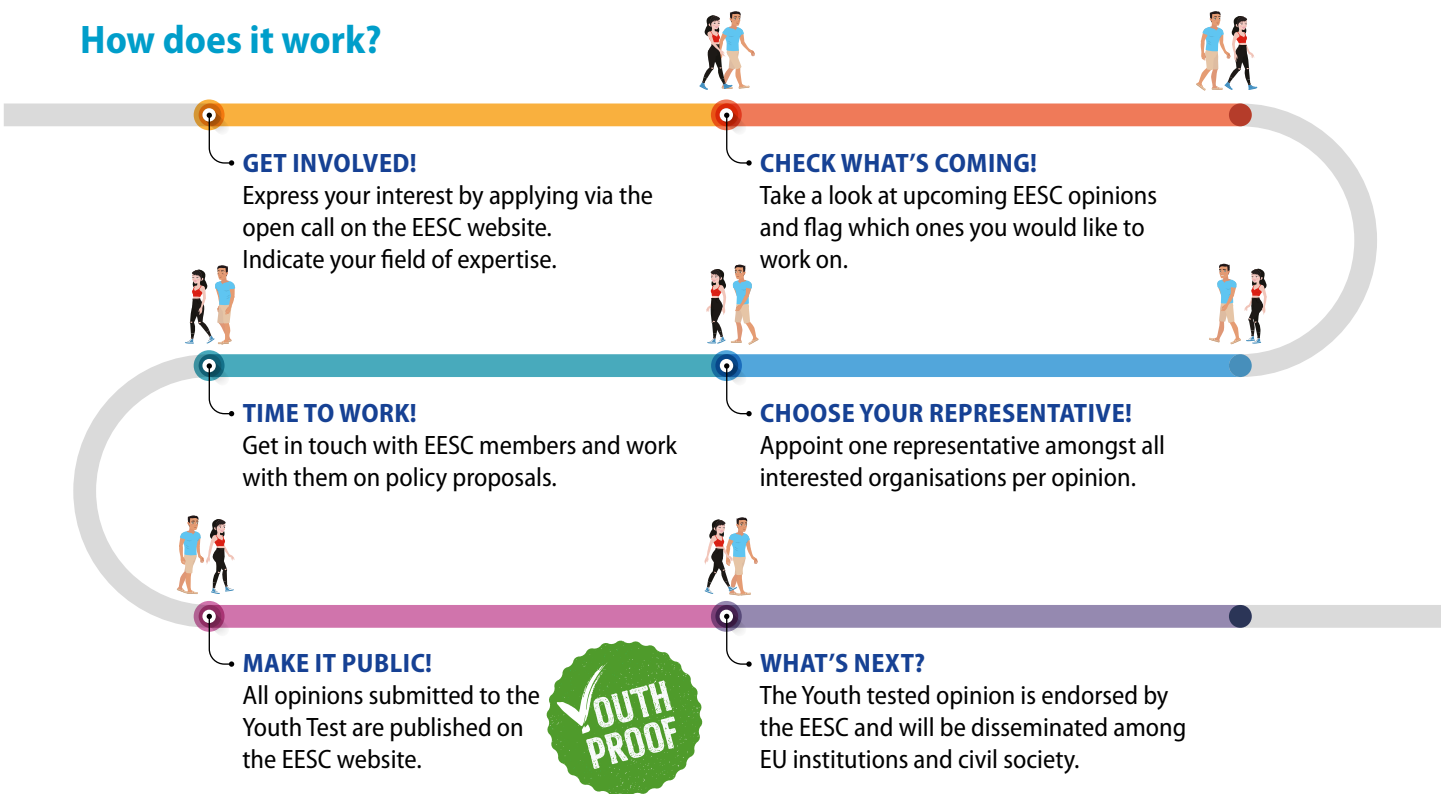 How does it work?
GET INVOLVED!
Express your interest by applying via the
open call on the EESC website.
Indicate your field of expertise.
CHECK WHAT'S COMING!
Take a look at upcoming EESC opinions
and flag which ones you would like to
work on.
CHOOSE YOUR REPRESENTATIVE!
Appoint one representative amongst all
interested organisations per opinion.
TIME TO WORK!
Get in touch with EESC members and work
with them on policy proposals.
MAKE IT PUBLIC!
All opinions submitted to the
Youth Test are published on
the EESC website.
YOUTH
PROOF
WHAT'S NEXT?
The Youth tested opinion is endorsed by
the EESC and will be disseminated among
EU institutions and civil society.